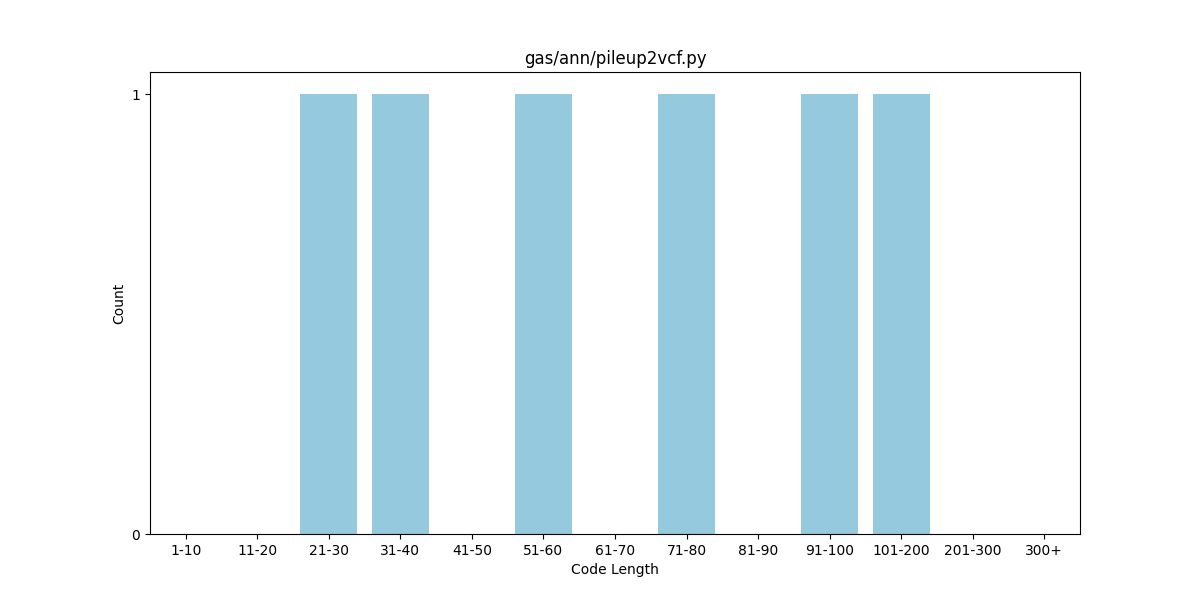 gas/ann/pileup2vcf.py
1
Count
0
1-10 11-20 21-30 31-40 41-50 51-60 61-70 71-80 81-90 91-100 101-200 201-300 300+
Code Length